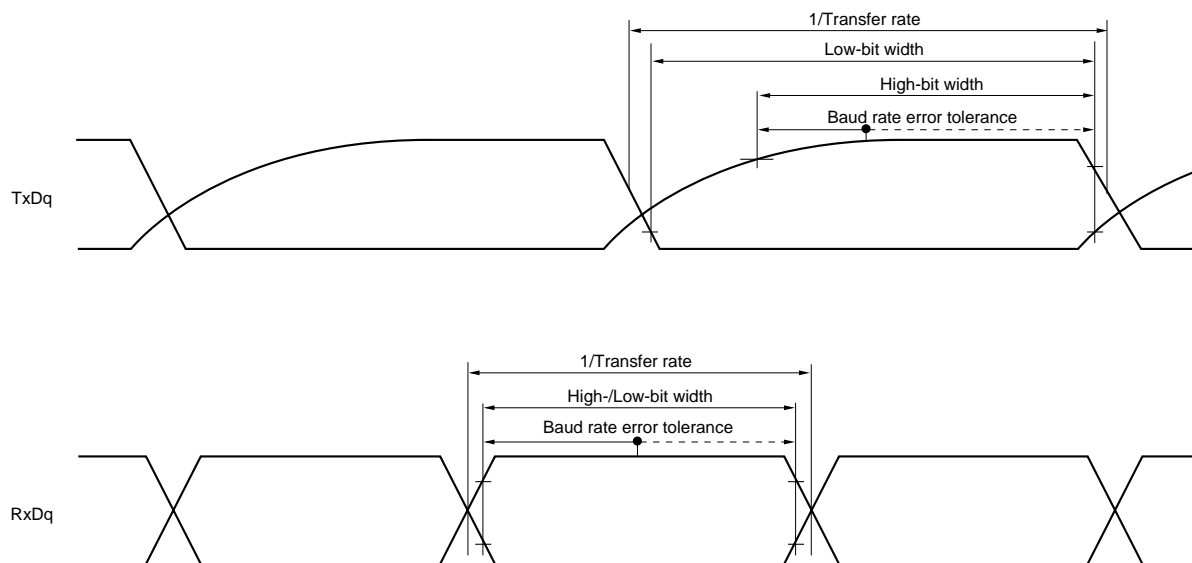 1/Transfer rate
Low-bit width
High-bit width
Baud rate error tolerance
TxDq
1/Transfer rate
High-/Low-bit width
Baud rate error tolerance
RxDq